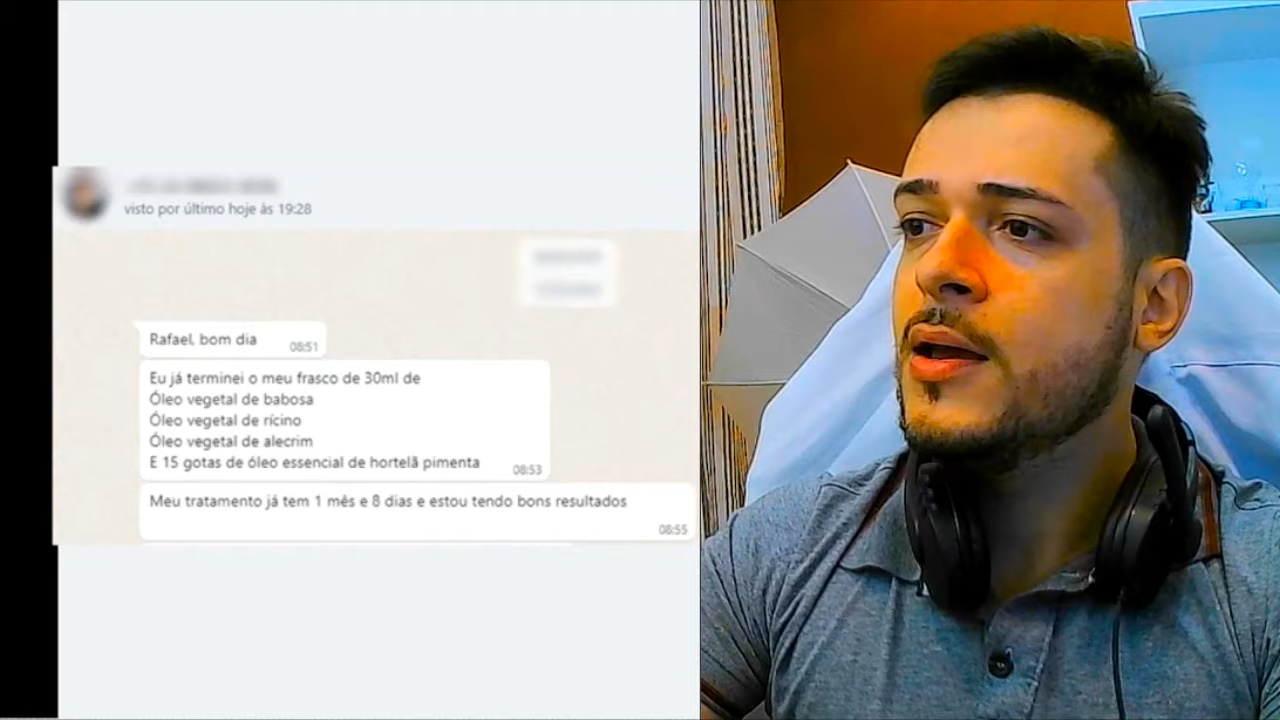 visto por último hoje às 19:28
Rafael, bom dia
08:51
Eu já terminei o meu frasco de 30ml de
Óleo vegetal de babosa
Óleo vegetal de rícino
Óleo vegetal de alecrim
E 15 gotas de óleo essencial de hortelã pimenta
08:53
Meu tratamento já tem 1 mês e 8 dias e estou tendo bons resultados
08:55